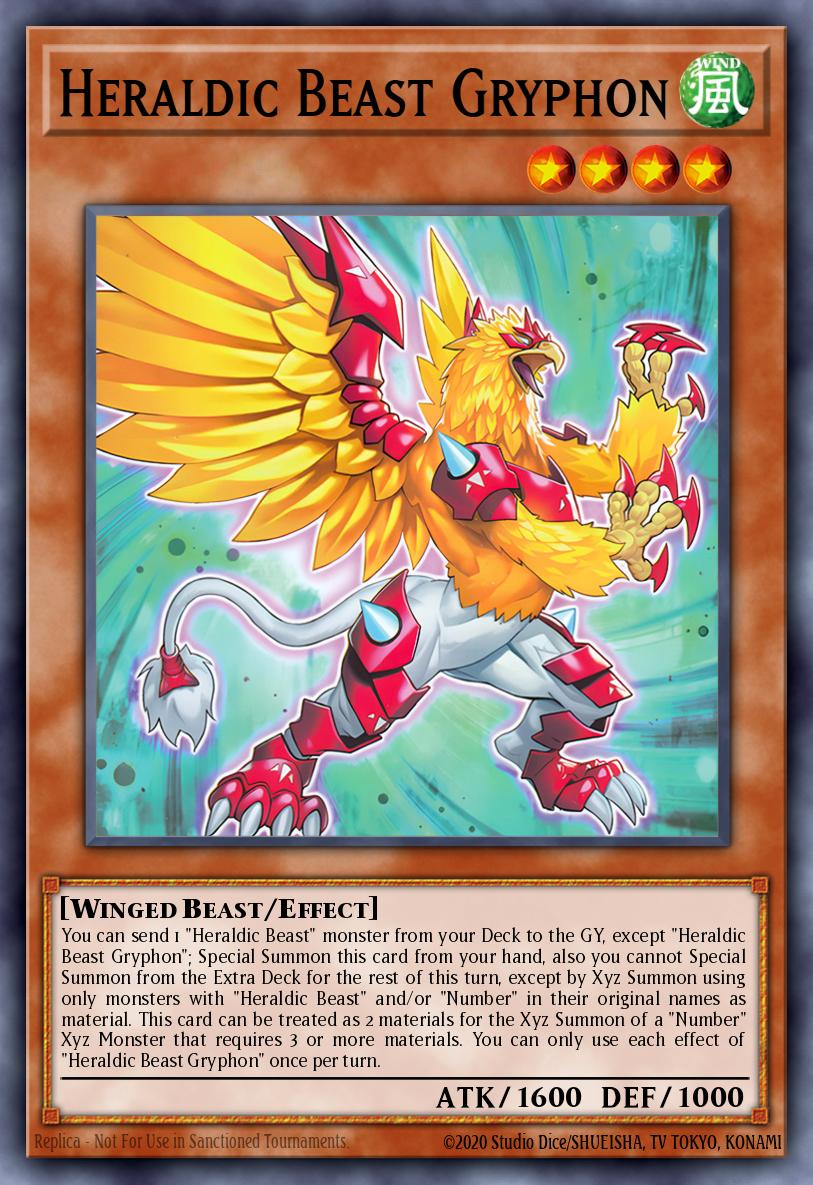 Heraldic Beast Gryphon
WIND
風
[Winged Beast/Effect]
You can send 1 "Heraldic Beast" monster from your Deck to the GY, except "Heraldic
Beast Gryphon"; Special Summon this card from your hand, also you cannot Special
Summon from the Extra Deck for the rest of this turn, except by Xyz Summon using
only monsters with "Heraldic Beast" and/or "Number" in their original names as
material. This card can be treated as 2 materials for the Xyz Summon of a "Number"
Xyz Monster that requires 3 or more materials. You can only use each effect of
"Heraldic Beast Gryphon" once per turn.
ATK/1600 DEF/1000
Replica - Not For Use in Sanctioned Tournaments. ©2020 Studio Dice/SHUEISHA, TV TOKYO, KONAMI